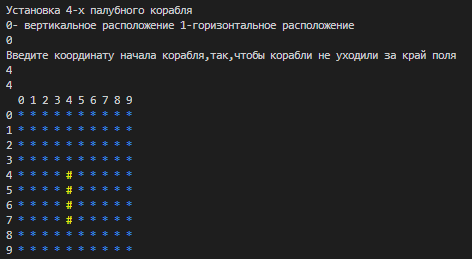 Установка 4-х палубного корабля
0- вертикальное расположение 1-горизонтальное расположение
0
Введите координату начала корабля,так,чтобы корабли не уходили за край поля
4
4
  0 1 2 3 4 5 6 7 8 9
0 * * * * * * * * * *
1 * * * * * * * * * *
2 * * * * * * * * * *
3 * * * * * * * * * *
4 * * * * # * * * * *
5 * * * * # * * * * *
6 * * * * # * * * * *
7 * * * * # * * * * *
8 * * * * * * * * * *
9 * * * * * * * * * *